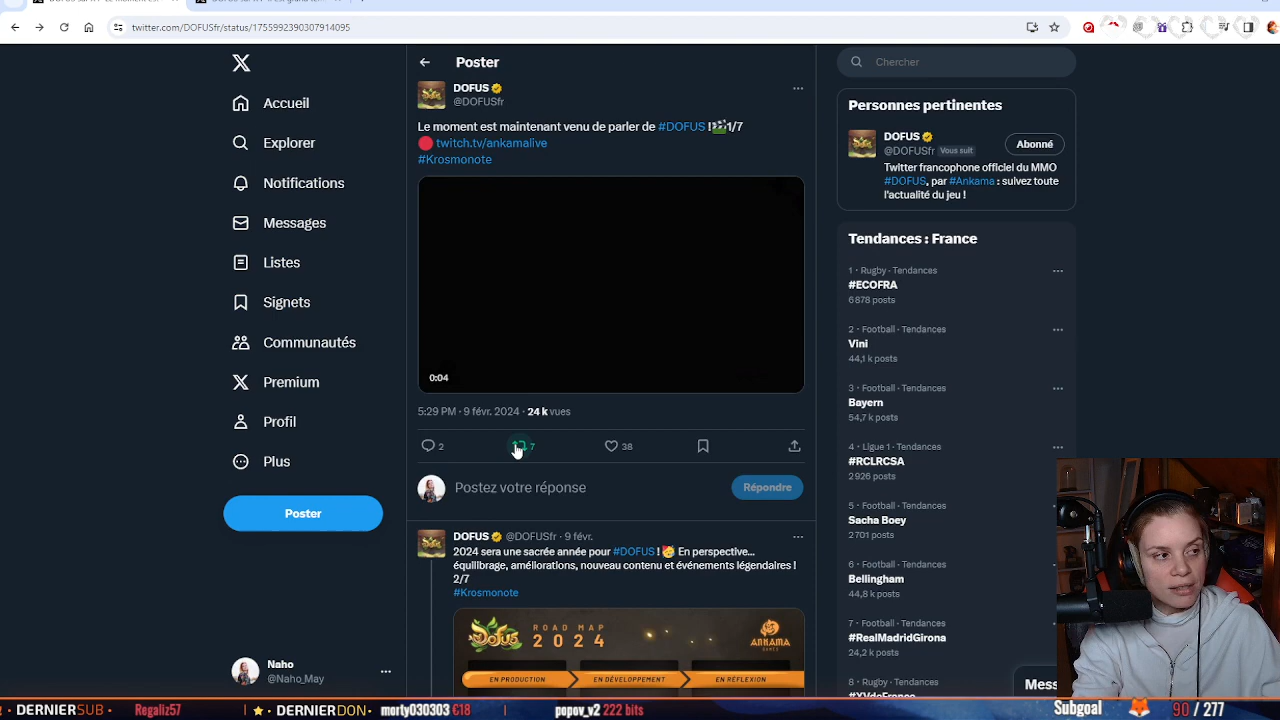 twitter.com/DOFUSfr/status/1755992390307914095
Accueil
Explorer
Notifications
Messages
Listes
Signets
Communautés
Premium
Profil
Plus
Poster
Naho
@Naho_May
Poster
DOFUS
@DOFUSfr
Le moment est maintenant venu de parler de #DOFUS !🎬1/7
🔴 twitch.tv/ankamalive
#Krosmonote
0:04
5:29 PM · 9 févr. 2024 · 24 k vues
2 7 38
Postez votre réponse
Répondre
DOFUS @DOFUSfr · 9 févr.
2024 sera une sacrée année pour #DOFUS ! 🥳 En perspective...
équilibrage, améliorations, nouveau contenu et événements légendaires !
2/7
#Krosmonote
DOFUS ROAD MAP 2024 ANKAMA GAMES
EN PRODUCTION EN DÉVELOPPEMENT EN RÉFLEXION
Chercher
Personnes pertinentes
DOFUS
@DOFUSfr Vous suit
Abonné
Twitter francophone officiel du MMO
#DOFUS, par #Ankama : suivez toute
l'actualité du jeu !
Tendances : France
1 · Rugby · Tendances
#ECOFRA
6 878 posts
2 · Football · Tendances
Vini
44,1 k posts
3 · Football · Tendances
Bayern
54,7 k posts
4 · Ligue 1 · Tendances
#RCLRCSA
2 926 posts
5 · Football · Tendances
Sacha Boey
2 701 posts
6 · Football · Tendances
Bellingham
44,8 k posts
7 · Football · Tendances
#RealMadridGirona
24,2 k posts
8 · Rugby · Tendances
#XVdeFrance
Mess
DERNIERSUB · Regaliz57 DERNIERDON · morty030303 €18 popov_v2 222 bits
Subgoal 90 / 277